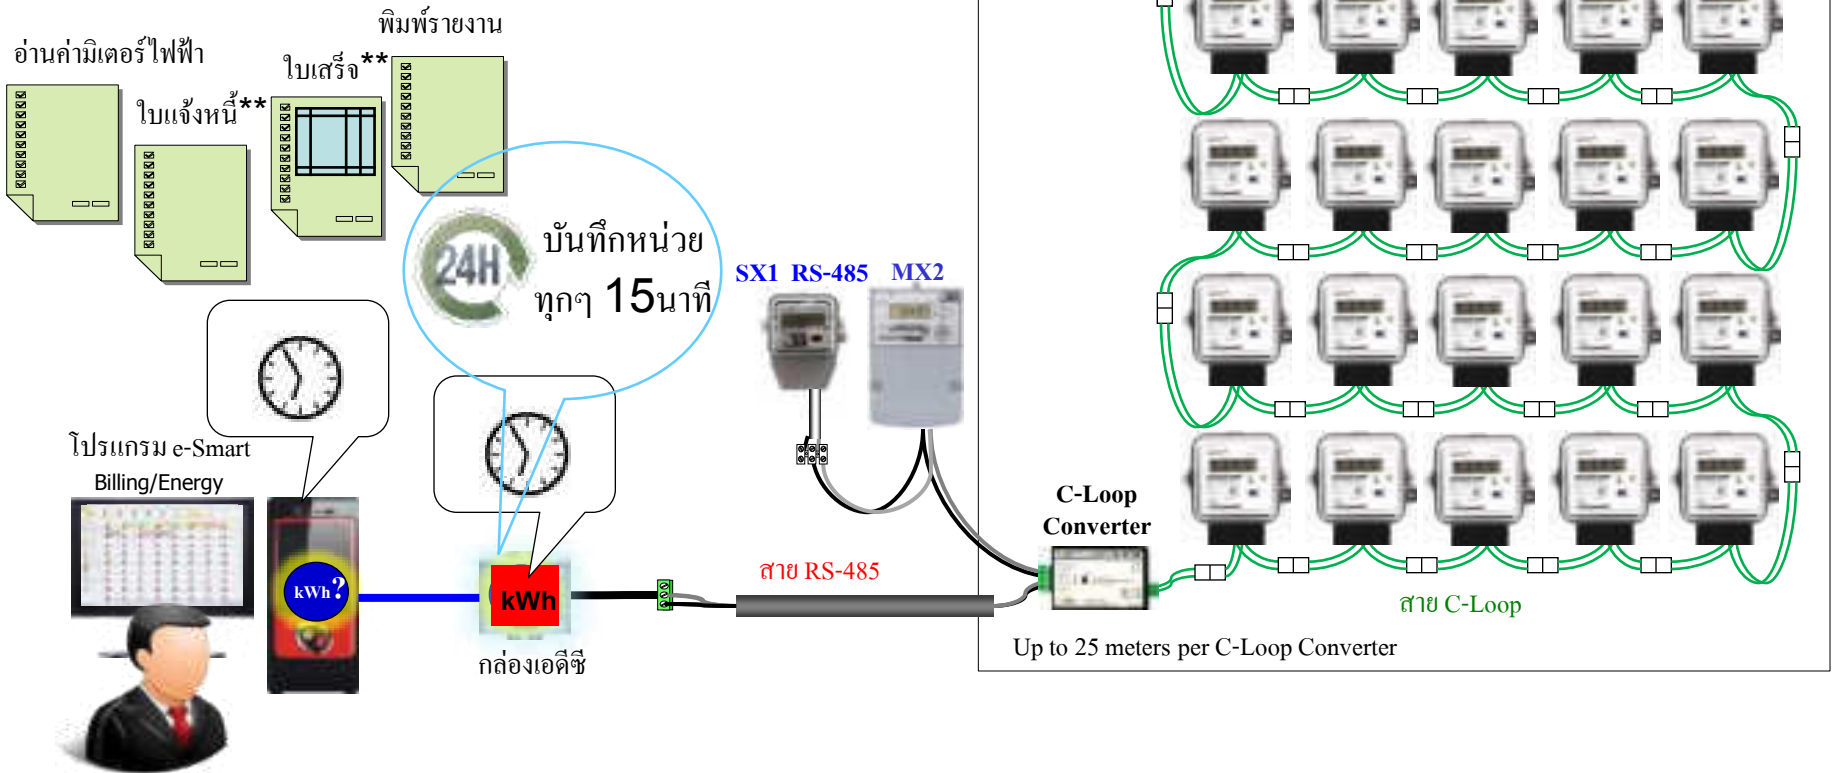 พิมพ์รายงาน
อ่านค่ามิเตอร์ไฟฟ้า
ใบเสร็จ**
ใบแจ้งหนี้**
24H
บันทึกหน่วย
ทุกๆ 15นาที
SX1 RS-485
MX2
โปรแกรม e-Smart
Billing/Energy
kWh?
kWh
กล่องเอดีซี
สาย RS-485
C-Loop
Converter
สาย C-Loop
Up to 25 meters per C-Loop Converter